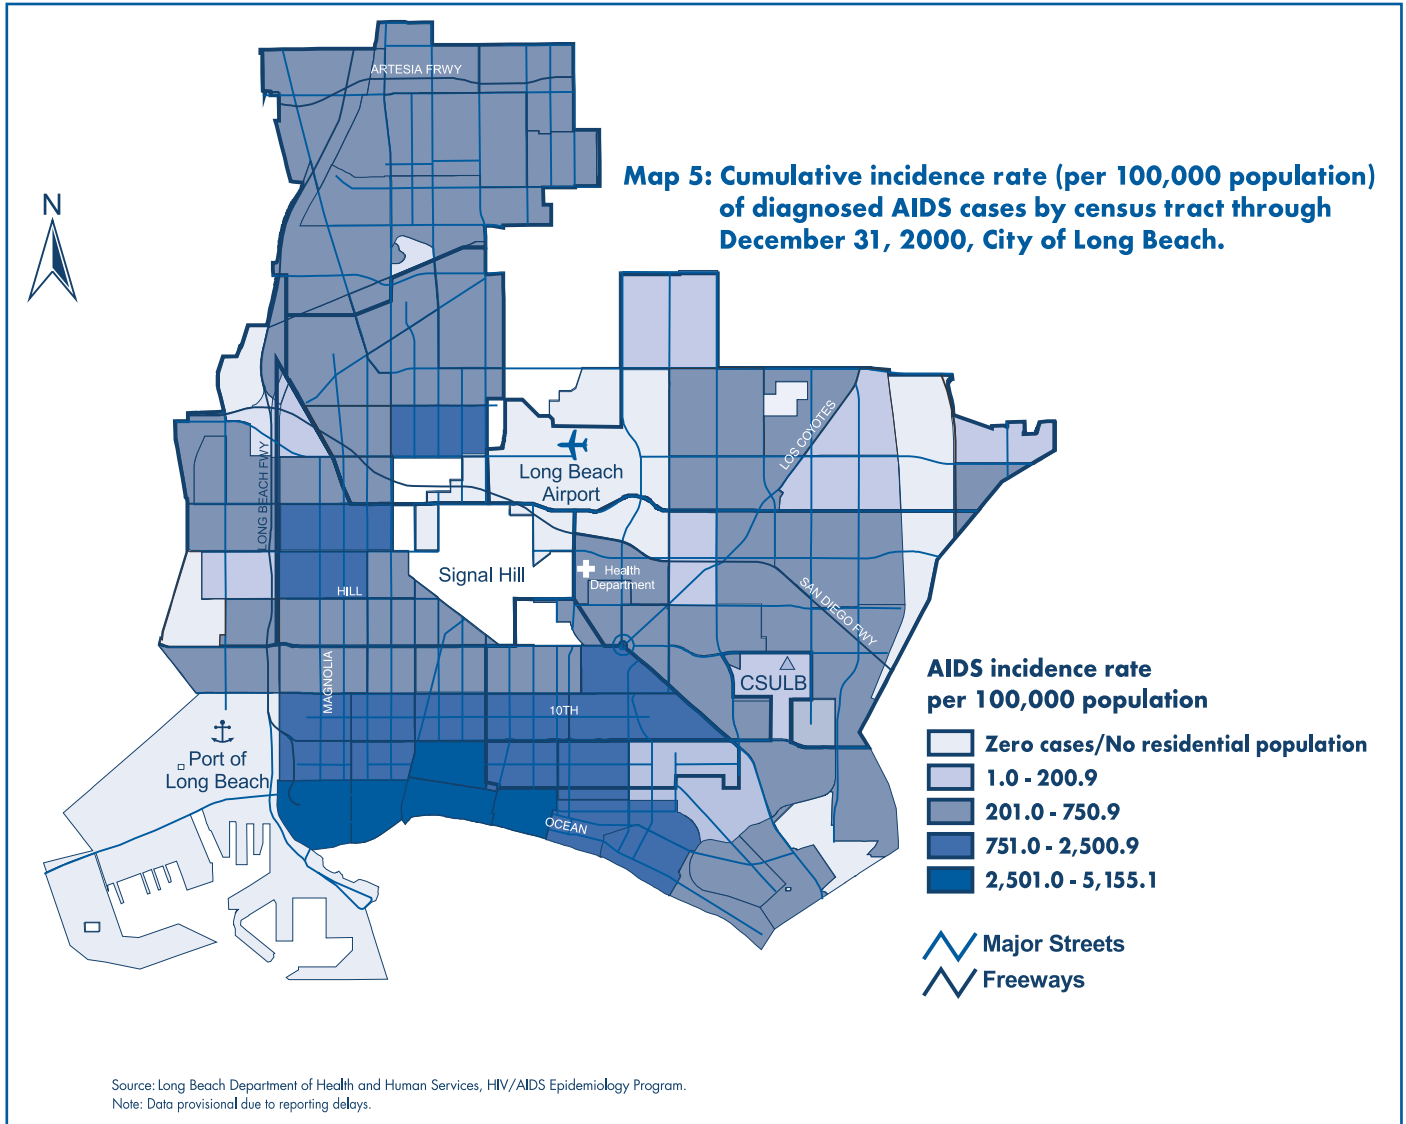 ARTESIA FRWY
Map 5: Cumulative incidence rate (per 100,000 population)
of diagnosed AIDS cases by census tract through
December 31, 2000, City of Long Beach.
N
LOS COYOTES
LONG BEACH FWY
Long Beach
Airport
Signal Hill
Health
Department
HILL
SAN DIEGO FWY
MAGNOLIA
CSULB
10TH
Port of
Long Beach
OCEAN
AIDS incidence rate
per 100,000 population
Zero cases/No residential population
1.0 - 200.9
201.0 - 750.9
751.0 - 2,500.9
2,501.0 - 5,155.1
Major Streets
Freeways
Source: Long Beach Department of Health and Human Services, HIV/AIDS Epidemiology Program.
Note: Data provisional due to reporting delays.